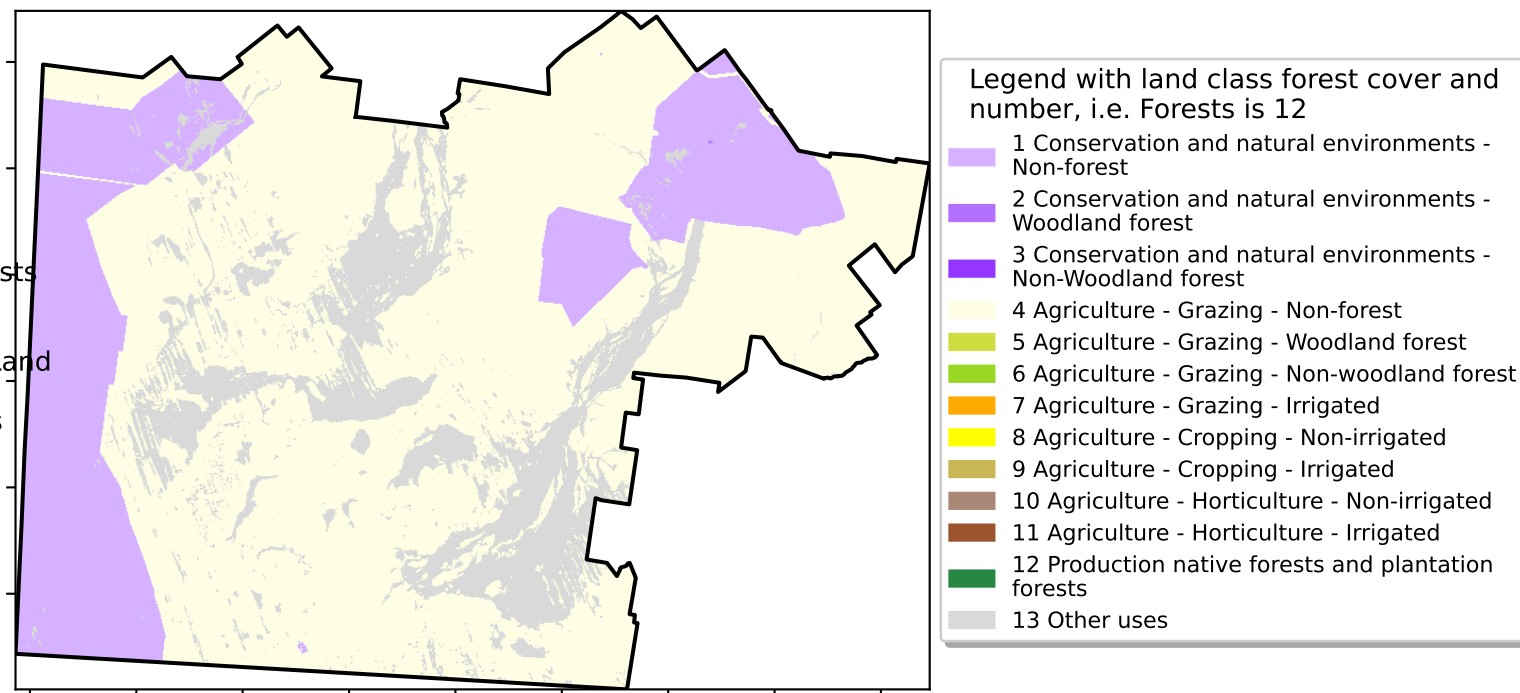 Legend with land class forest cover and
number, i.e. Forests is 12
1 Conservation and natural environments -
Non-forest
2 Conservation and natural environments -
Woodland forest
3 Conservation and natural environments -
Non-Woodland forest
4 Agriculture - Grazing - Non-forest
5 Agriculture - Grazing - Woodland forest
6 Agriculture - Grazing - Non-woodland forest
7 Agriculture - Grazing - Irrigated
8 Agriculture - Cropping - Non-irrigated
9 Agriculture - Cropping - Irrigated
10 Agriculture - Horticulture - Non-irrigated
11 Agriculture - Horticulture - Irrigated
12 Production native forests and plantation
forests
13 Other uses
sts
and